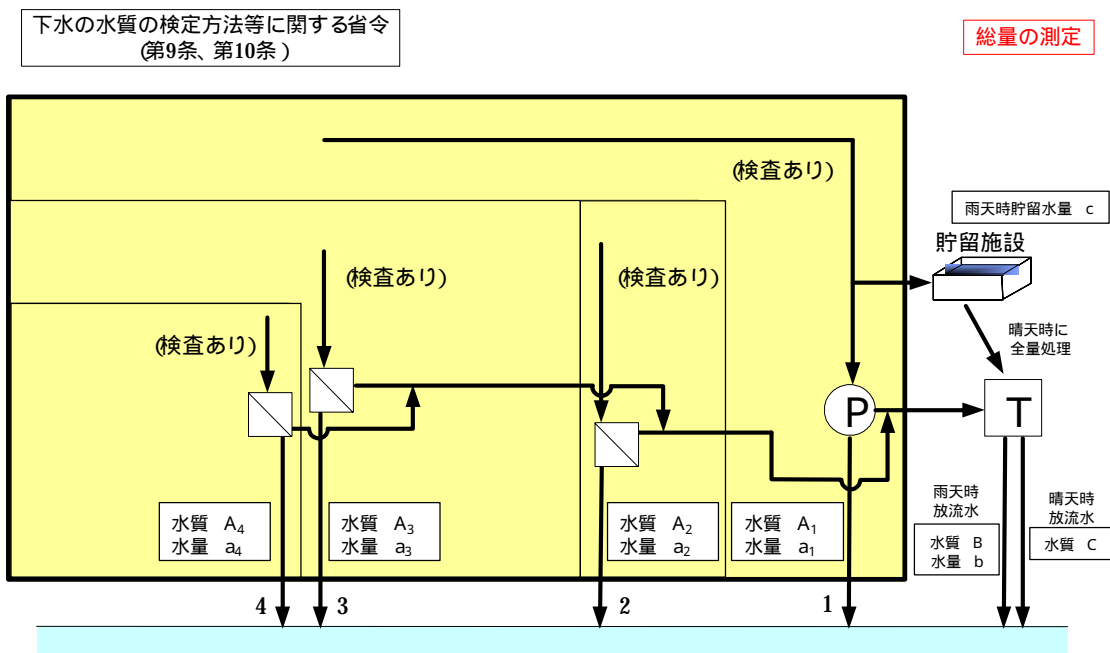 下水の水質の検定方法等に関する省令
(第9条、第10条)
総量の測定
(検査あり)
雨天時貯留水量 c
貯留施設
(検査あり)
(検査あり)
晴天時に
全量処理
(検査あり)
P
T
雨天時
放流水
晴天時
放流水
水質 A4
水量 a4
水質 A3
水量 a3
水質 A2
水量 a2
水質 A1
水量 a1
水質 B
水量 b
水質 C
4
3
2
1